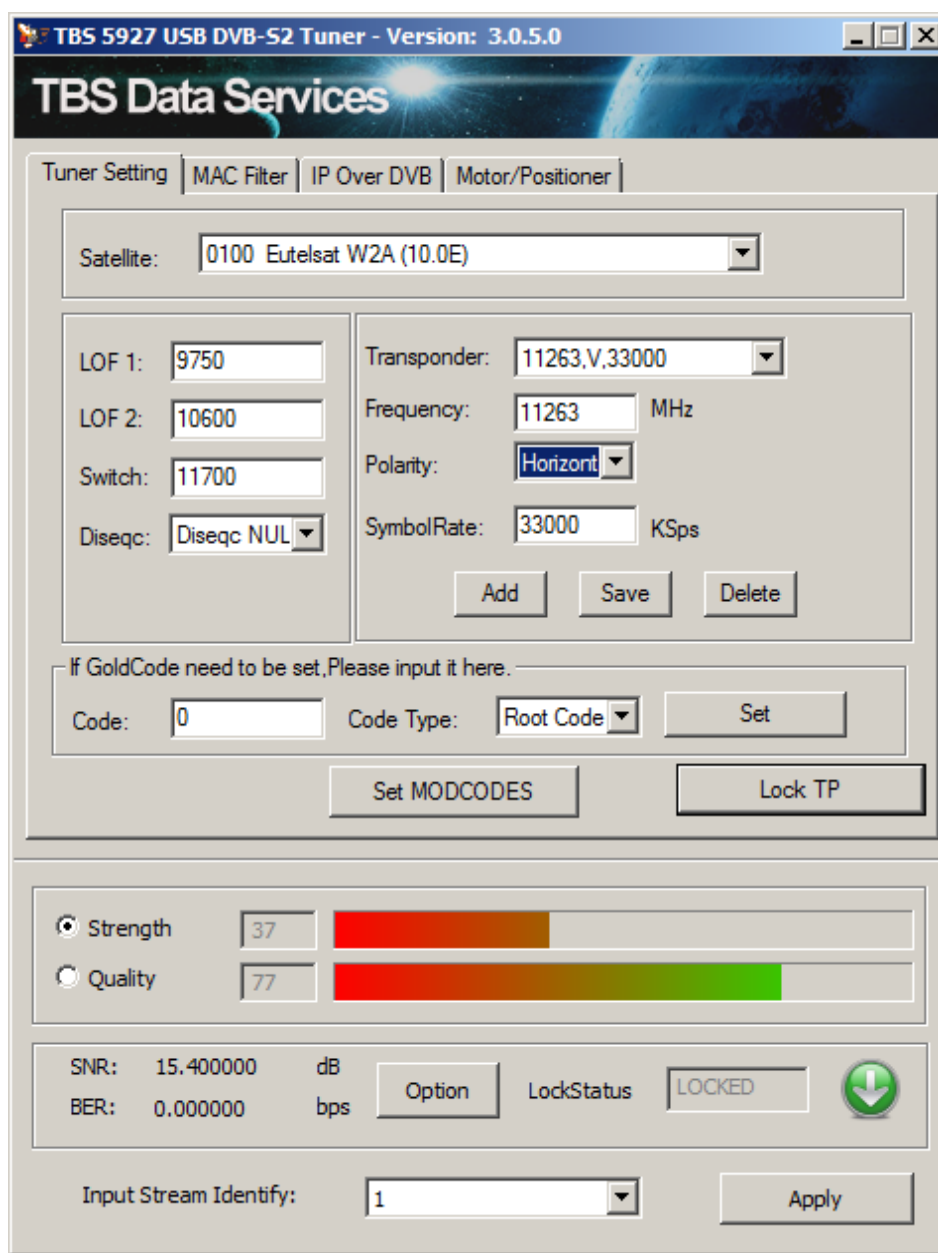 TBS 5927 USB DVB-S2 Tuner - Version: 3.0.5.0
TBS Data Services
Tuner Setting MAC Filter IP Over DVB Motor/Positioner
Satellite: 0100 Eutelsat W2A (10.0E)
LOF 1: 9750
LOF 2: 10600
Switch: 11700
Diseqc: Diseqc NUL
Transponder: 11263,V,33000
Frequency: 11263 MHz
Polarity: Horizont
SymbolRate: 33000 KSps
Add Save Delete
If GoldCode need to be set,Please input it here.
Code: 0 Code Type: Root Code Set
Set MODCODES Lock TP
Strength 37
Quality 77
SNR: 15.400000 dB
BER: 0.000000 bps
Option LockStatus LOCKED
Input Stream Identify: 1 Apply